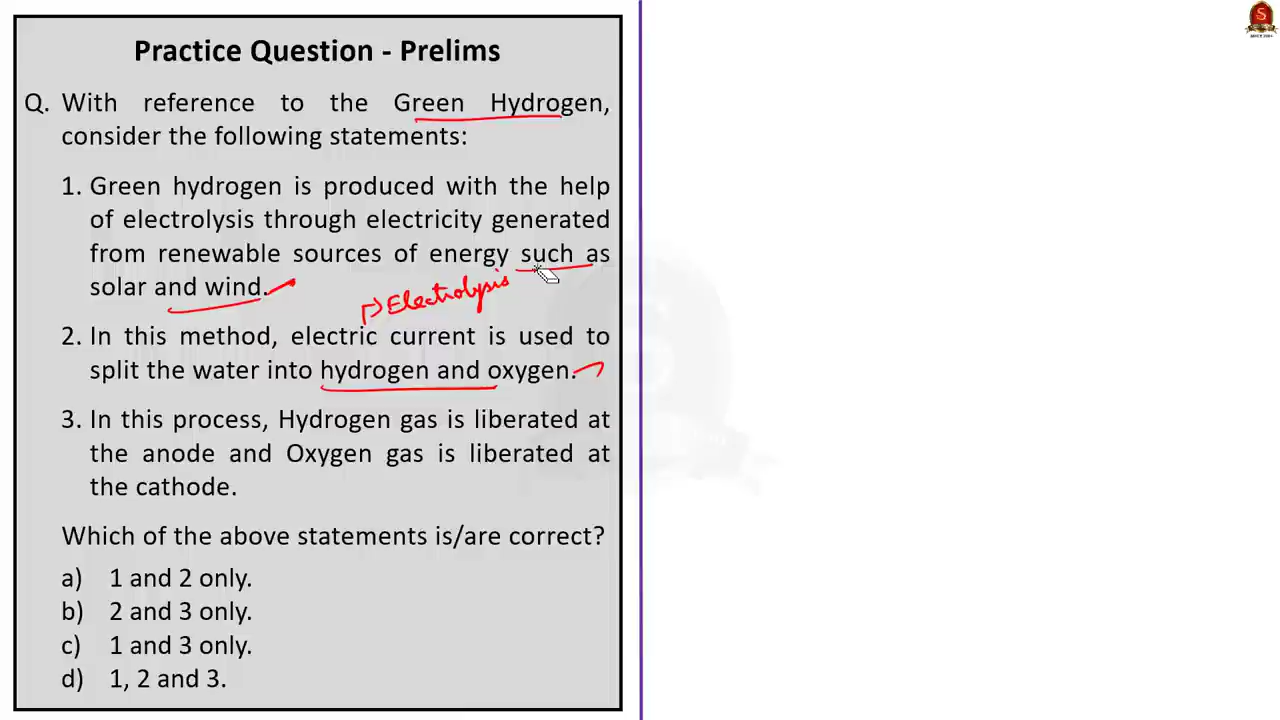 Practice Question - Prelims
Q. With reference to the Green Hydrogen,
consider the following statements:
1. Green hydrogen is produced with the help
of electrolysis through electricity generated
from renewable sources of energy such as
solar and wind.
Electrolysis
2. In this method, electric current is used to
split the water into hydrogen and oxygen.
3. In this process, Hydrogen gas is liberated at
the anode and Oxygen gas is liberated at
the cathode.
Which of the above statements is/are correct?
a) 1 and 2 only.
b) 2 and 3 only.
c) 1 and 3 only.
d) 1, 2 and 3.